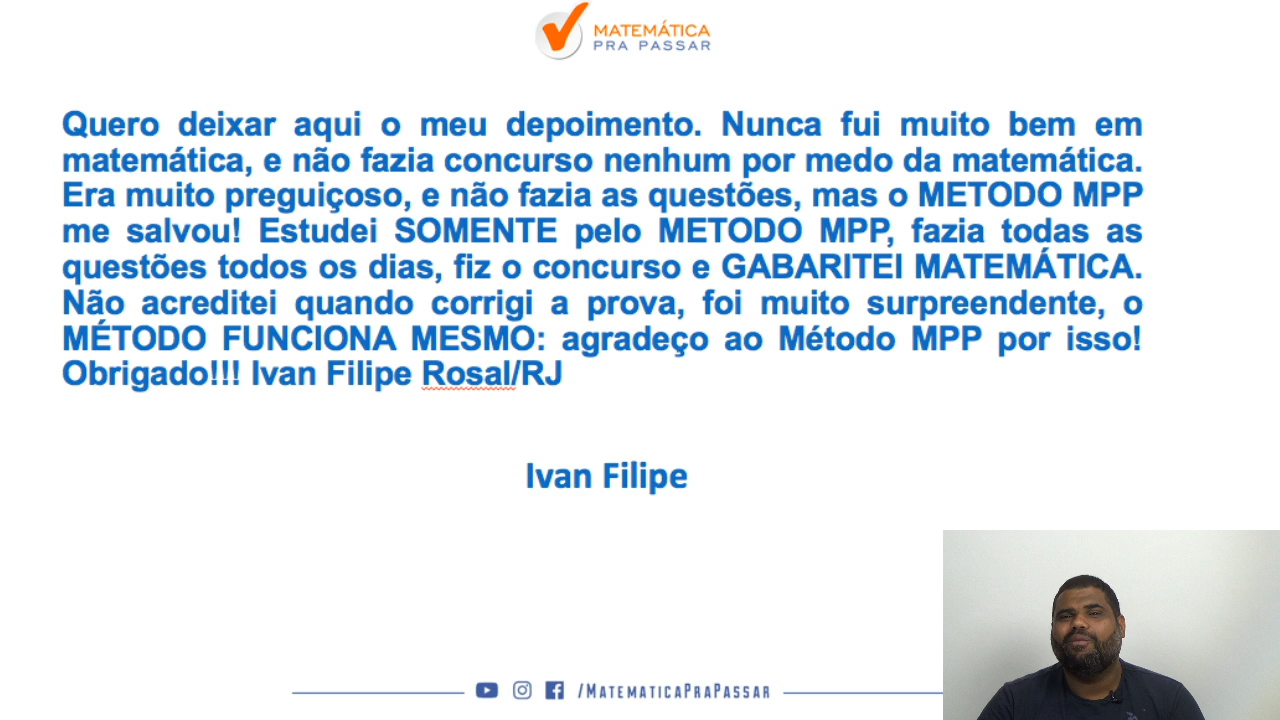 MATEMÁTICA
PRA PASSAR
Quero deixar aqui o meu depoimento. Nunca fui muito bem em
matemática, e não fazia concurso nenhum por medo da matemática.
Era muito preguiçoso, e não fazia as questões, mas o METODO MPP
me salvou! Estudei SOMENTE pelo METODO MPP, fazia todas as
questões todos os dias, fiz o concurso e GABARITEI MATEMÁTICA.
Não acreditei quando corrigi a prova, foi muito surpreendente, o
MÉTODO FUNCIONA MESMO: agradeço ao Método MPP por isso!
Obrigado!!! Ivan Filipe Rosal/RJ
Ivan Filipe
/MATEMATICAPRAPASSAR